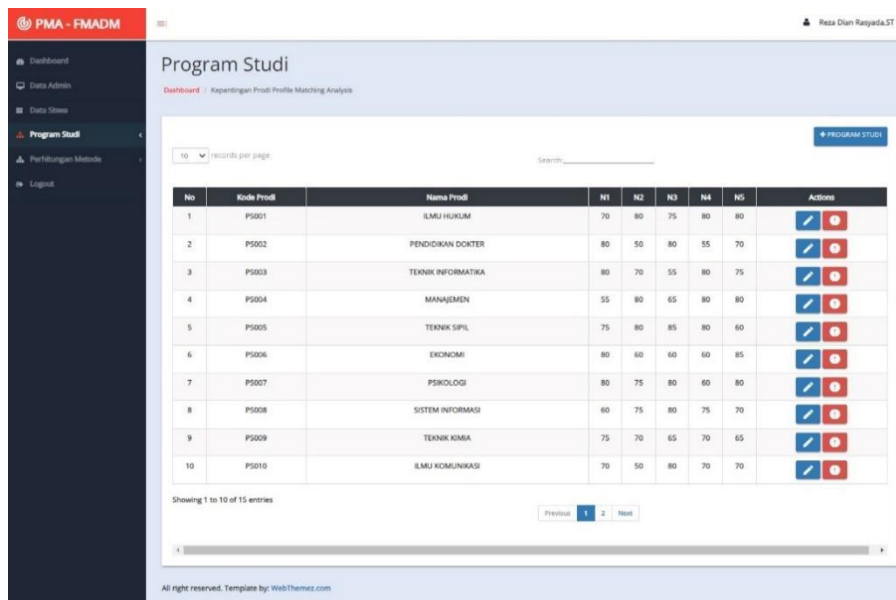 PMA - FMADM
Reza Dian Rasyada,ST
Dashboard
Data Admin
Data Siswa
Program Studi
Perhitungan Metode
Logout
Program Studi
Dashboard / Kepentingan Prodi Profile Matching Analysis
+ PROGRAM STUDI
10 records per page
Search:
No Kode Prodi Nama Prodi N1 N2 N3 N4 N5 Actions
1 PS001 ILMU HUKUM 70 80 75 80 80
2 PS002 PENDIDIKAN DOKTER 80 50 80 55 70
3 PS003 TEKNIK INFORMATIKA 80 70 55 80 75
4 PS004 MANAJEMEN 55 80 65 80 80
5 PS005 TEKNIK SIPIL 75 80 85 80 60
6 PS006 EKONOMI 80 60 60 60 85
7 PS007 PSIKOLOGI 80 75 80 60 80
8 PS008 SISTEM INFORMASI 60 75 80 75 70
9 PS009 TEKNIK KIMIA 75 70 65 70 65
10 PS010 ILMU KOMUNIKASI 70 50 80 70 70
Showing 1 to 10 of 15 entries
Previous 1 2 Next
All right reserved. Template by: WebThemez.com